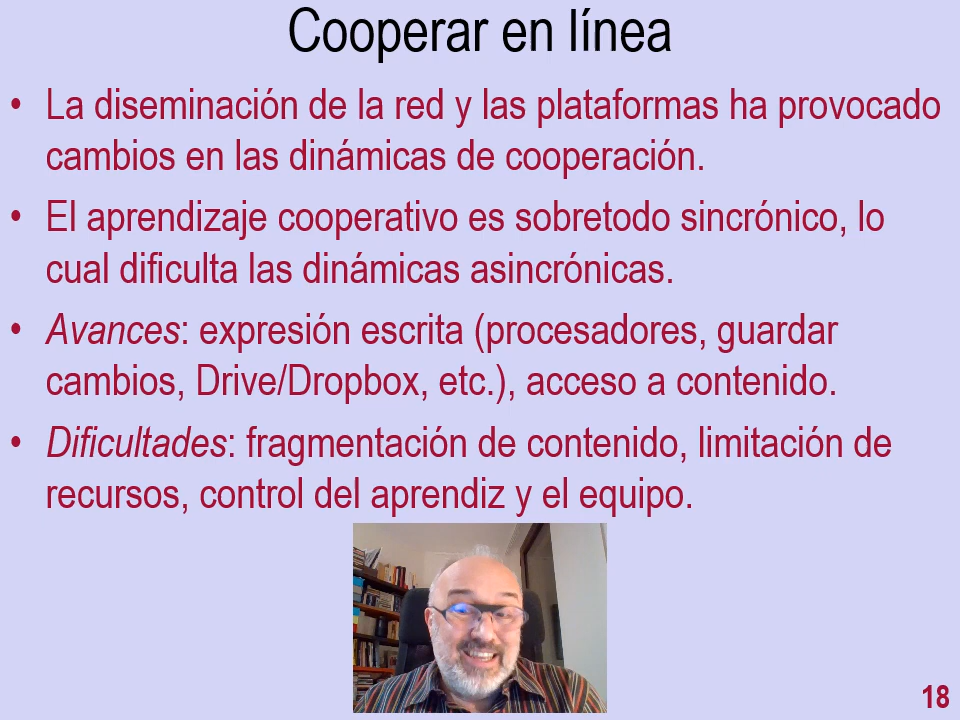 Cooperar en línea
• La diseminación de la red y las plataformas ha provocado
cambios en las dinámicas de cooperación.
• El aprendizaje cooperativo es sobretodo sincrónico, lo
cual dificulta las dinámicas asincrónicas.
• Avances: expresión escrita (procesadores, guardar
cambios, Drive/Dropbox, etc.), acceso a contenido.
• Dificultades: fragmentación de contenido, limitación de
recursos, control del aprendiz y el equipo.
18